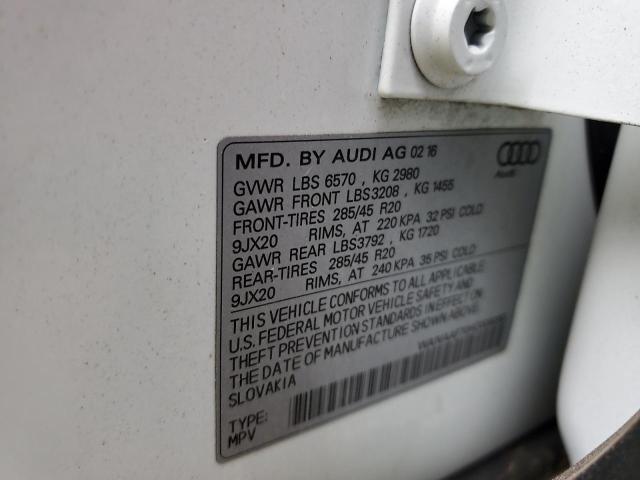 MFD. BY AUDI AG 02 16
Audi
GVWR LBS 6570 , KG 2980
GAWR FRONT LBS3208 , KG 1455
FRONT-TIRES 285/45 R20
9JX20 RIMS, AT 220 KPA 32 PSI COLD
GAWR REAR LBS3792 , KG 1720
REAR-TIRES 285/45 R20
9JX20 RIMS, AT 240 KPA 35 PSI COLD
THIS VEHICLE CONFORMS TO ALL APPLICABLE
U.S. FEDERAL MOTOR VEHICLE SAFETY AND
THEFT PREVENTION STANDARDS IN EFFECT ON
THE DATE OF MANUFACTURE SHOWN ABOVE.
SLOVAKIA
TYPE:
MPV